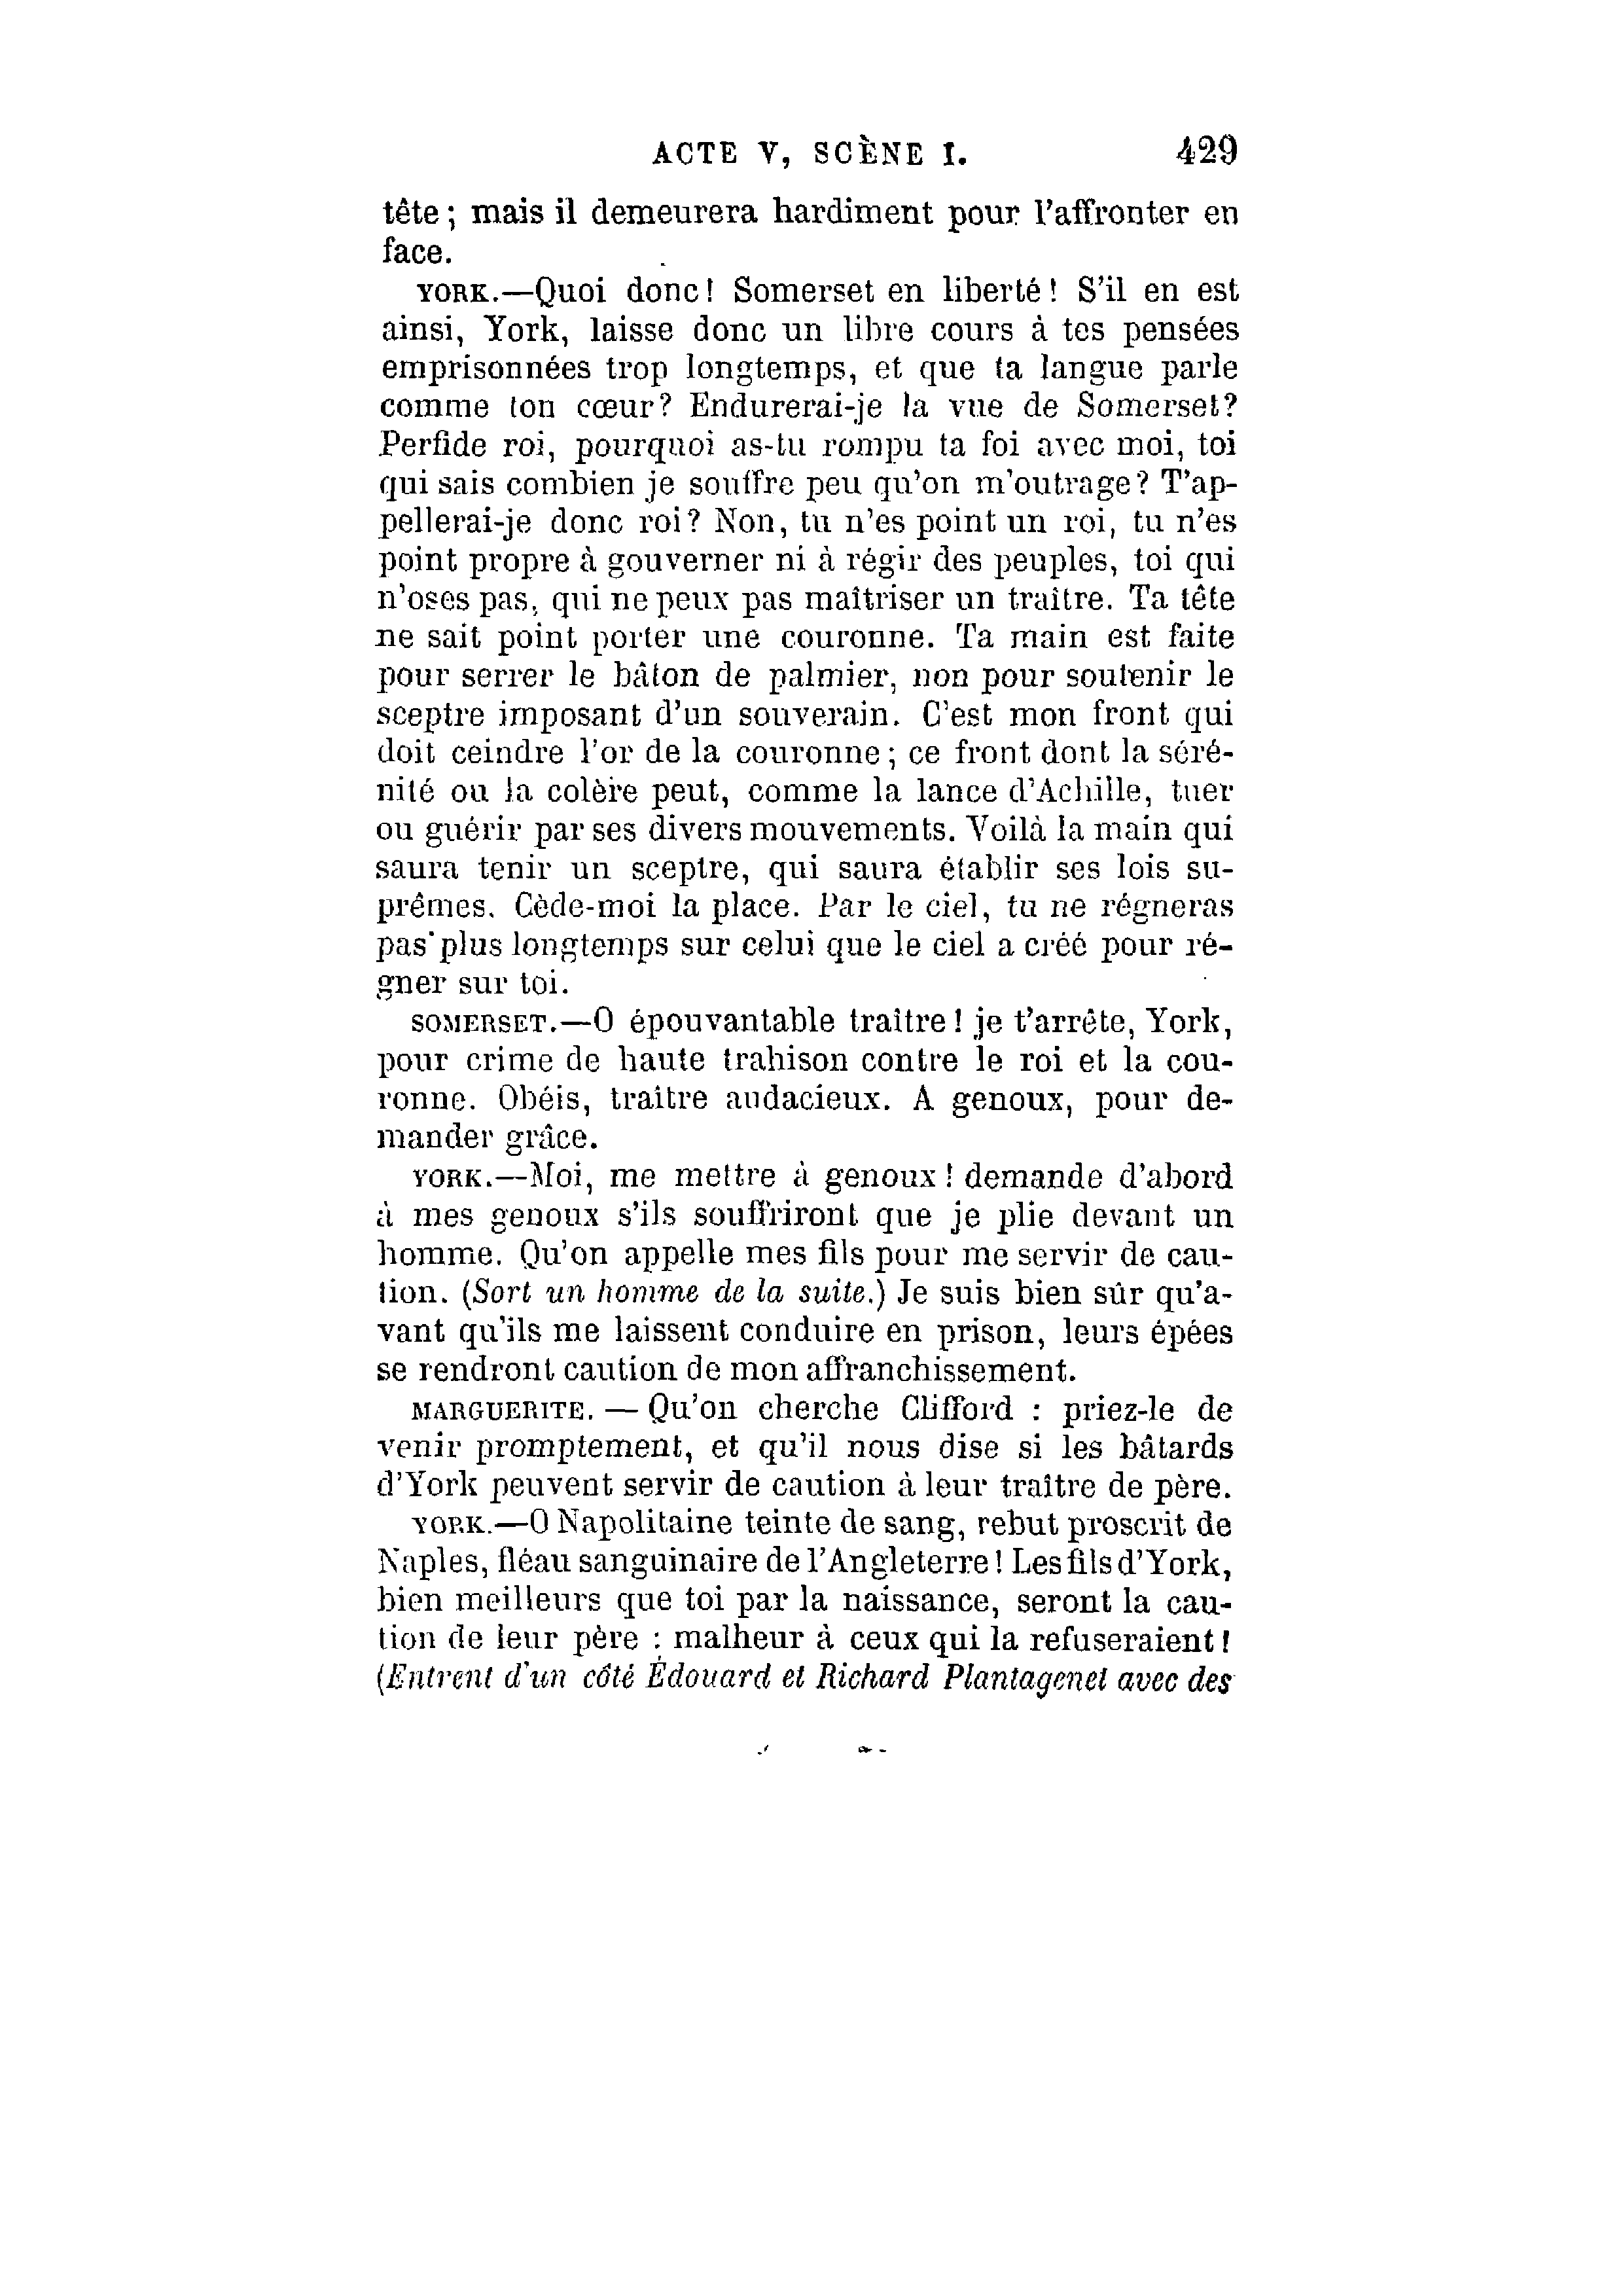 ACTE V, SCÈNE I. 429
tête ; mais il demeurera hardiment pour l'affronter en
face.
YORK.—Quoi donc! Somerset en liberté! S'il en est
ainsi, York, laisse donc un libre cours à tes pensées
emprisonnées trop longtemps, et que ta langue parle
comme ton cœur? Endurerai-je la vue de Somerset?
Perfide roi, pourquoi as-tu rompu ta foi avec moi, toi
qui sais combien je souffre peu qu'on m'outrage? T'ap-
pellerai-je donc roi? Non, tu n'es point un roi, tu n'es
point propre à gouverner ni à régir des peuples, toi qui
n'oses pas, qui ne peux pas maîtriser un traître. Ta tête
ne sait point porter une couronne. Ta main est faite
pour serrer le bâton de palmier, non pour soutenir le
sceptre imposant d'un souverain. C'est mon front qui
doit ceindre l'or de la couronne ; ce front dont la séré-
nité ou la colère peut, comme la lance d'Achille, tuer
ou guérir par ses divers mouvements. Voilà la main qui
saura tenir un sceptre, qui saura établir ses lois su-
prêmes. Cède-moi la place. Par le ciel, tu ne régneras
pas plus longtemps sur celui que le ciel a créé pour ré-
gner sur toi.
SOMERSET.—O épouvantable traître! je t'arrête, York,
pour crime de haute trahison contre le roi et la cou-
ronne. Obéis, traître audacieux. A genoux, pour de-
mander grâce.
YORK.—Moi, me mettre à genoux! demande d'abord
à mes genoux s'ils souffriront que je plie devant un
homme. Qu'on appelle mes fils pour me servir de cau-
tion. (Sort un homme de la suite.) Je suis bien sûr qu'a-
vant qu'ils me laissent conduire en prison, leurs épées
se rendront caution de mon affranchissement.
MARGUERITE. — Qu'on cherche Clifford : priez-le de
venir promptement, et qu'il nous dise si les bâtards
d'York peuvent servir de caution à leur traître de père.
YORK.—O Napolitaine teinte de sang, rebut proscrit de
Naples, fléau sanguinaire de l'Angleterre! Les fils d'York,
bien meilleurs que toi par la naissance, seront la cau-
tion de leur père : malheur à ceux qui la refuseraient!
(Entrent d'un côté Édouard et Richard Plantagenet avec des